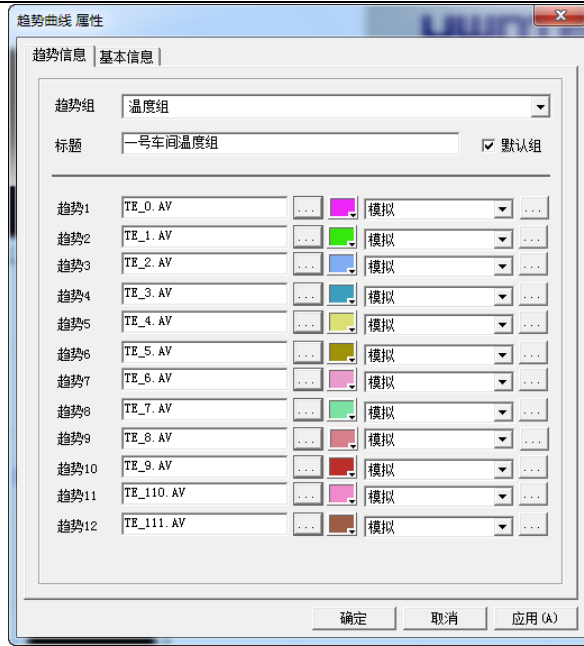 趋势曲线 属性
趋势信息 基本信息
趋势组 温度组
标题 一号车间温度组 默认组
趋势1 TE_0.AV ... 模拟 ...
趋势2 TE_1.AV ... 模拟 ...
趋势3 TE_2.AV ... 模拟 ...
趋势4 TE_3.AV ... 模拟 ...
趋势5 TE_4.AV ... 模拟 ...
趋势6 TE_5.AV ... 模拟 ...
趋势7 TE_6.AV ... 模拟 ...
趋势8 TE_7.AV ... 模拟 ...
趋势9 TE_8.AV ... 模拟 ...
趋势10 TE_9.AV ... 模拟 ...
趋势11 TE_110.AV ... 模拟 ...
趋势12 TE_111.AV ... 模拟 ...
确定 取消 应用(A)